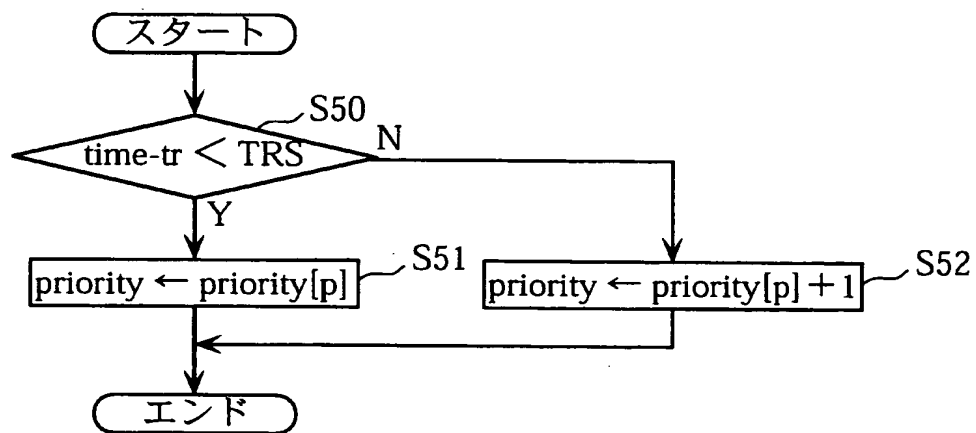 スタート
S50
time-tr < TRS
N
Y
priority ← priority[p]
S51
priority ← priority[p]+1
S52
エンド